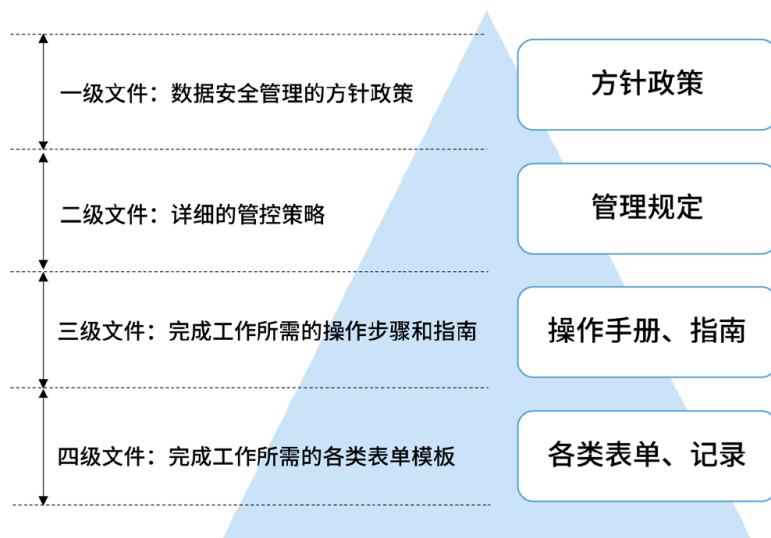 一级文件：数据安全管理的方针政策
方针政策
二级文件：详细的管控策略
管理规定
三级文件：完成工作所需的操作步骤和指南
操作手册、指南
四级文件：完成工作所需的各类表单模板
各类表单、记录